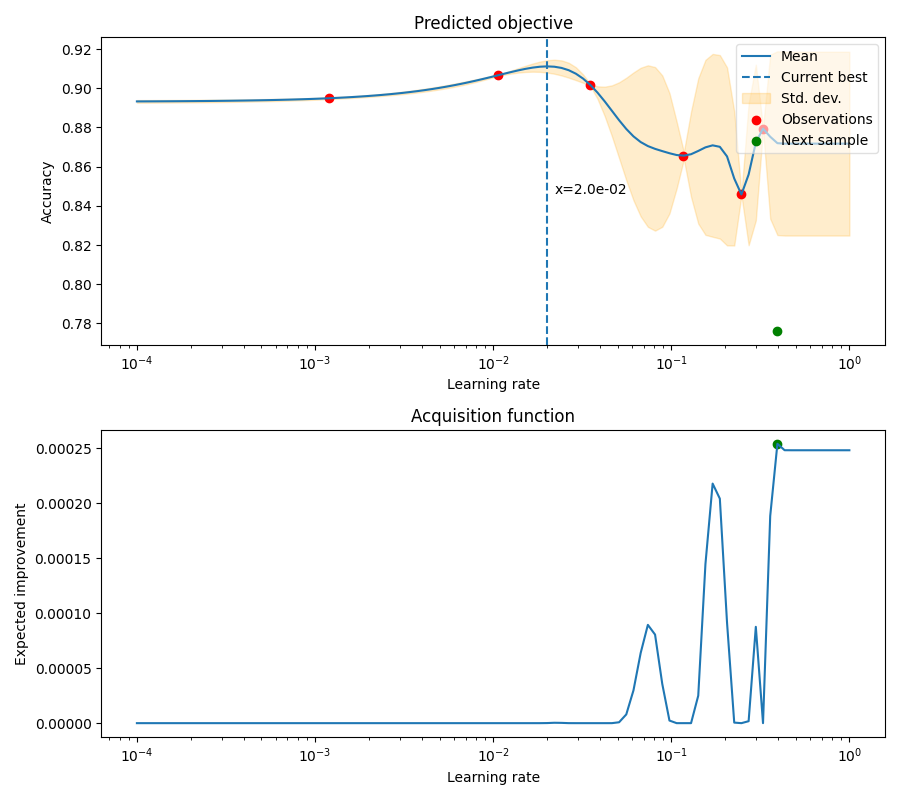 Predicted objective
Accuracy
0.92
0.90
0.88
0.86
0.84
0.82
0.80
0.78
Mean
Current best
Std. dev.
Observations
Next sample
x=2.0e-02
10⁻⁴ 10⁻³ 10⁻² 10⁻¹ 10⁰
Learning rate
Acquisition function
Expected improvement
0.00025
0.00020
0.00015
0.00010
0.00005
0.00000
10⁻⁴ 10⁻³ 10⁻² 10⁻¹ 10⁰
Learning rate